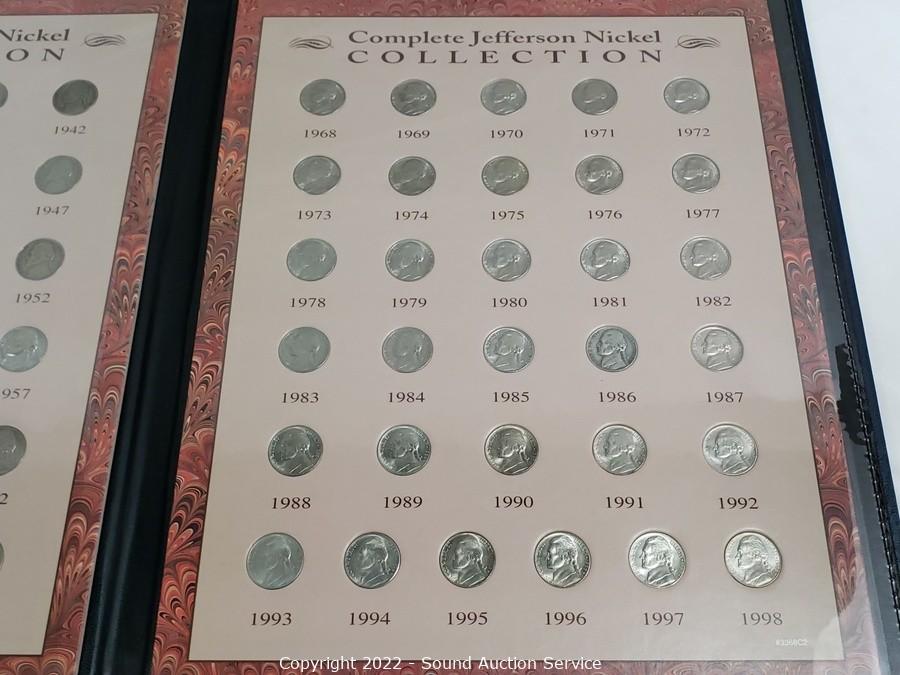 Nickel
ON
1942
1947
1952
957
2
Complete Jefferson Nickel
COLLECTION
1968 1969 1970 1971 1972
1973 1974 1975 1976 1977
1978 1979 1980 1981 1982
1983 1984 1985 1986 1987
1988 1989 1990 1991 1992
1993 1994 1995 1996 1997 1998
#3368C2
Copyright 2022 - Sound Auction Service